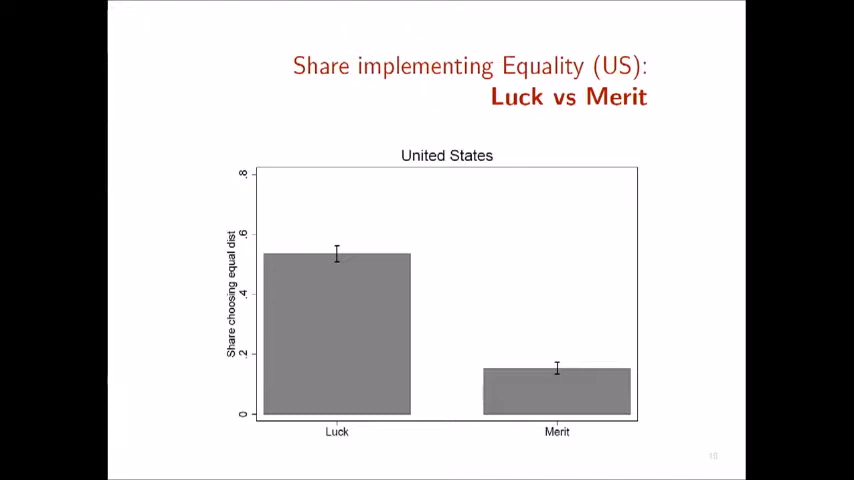 Share implementing Equality (US):
Luck vs Merit
United States
Share choosing equal dist
.8
.6
.4
.2
0
Luck
Merit